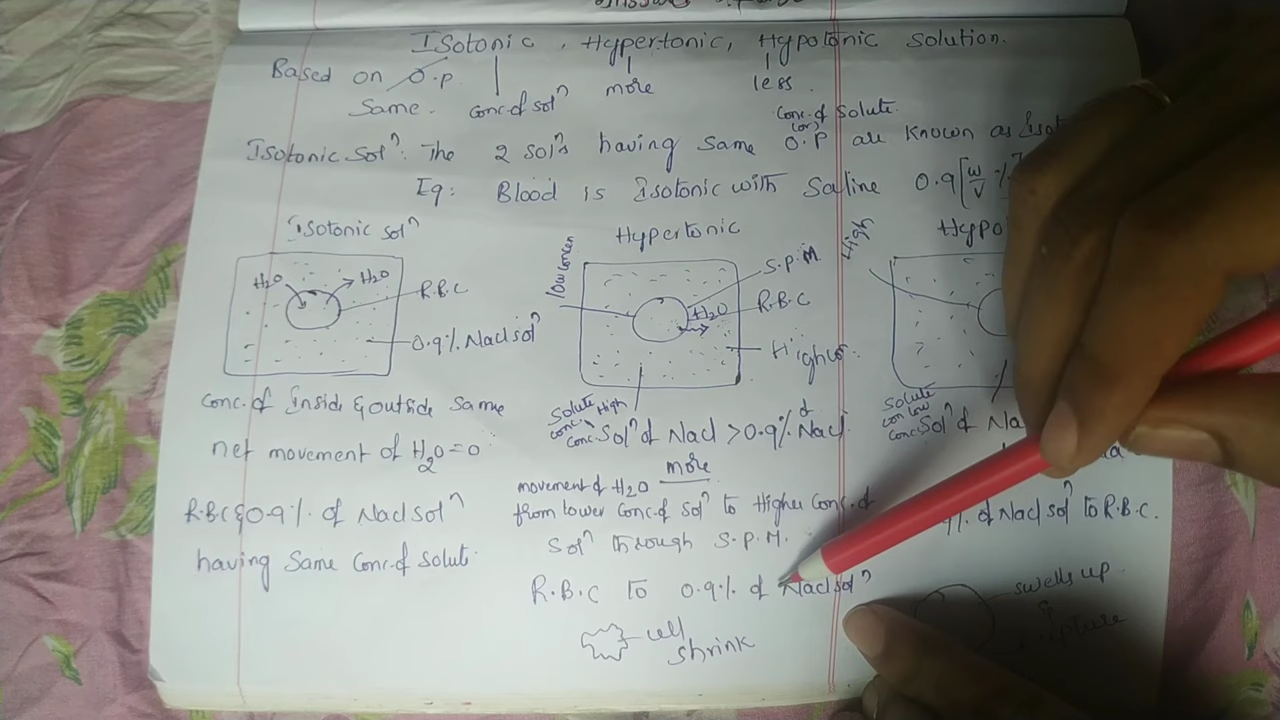 Isotonic, Hypertonic, Hypotonic Solution.
Based on O.p
more
less
Same. Conc.of solⁿ
Conc.of Solute.
(or)
Isotonic Solⁿ: The 2 solⁿs having same O.P are known as
Eg: Blood is Isotonic with Saline 0.9[w/v %]
Isotonic solⁿ
H2O
H2O
R.B.C
0.9% Nacl solⁿ
Conc.of Inside & outside same
net movement of H2O=0
R.B.C & 0.9% of Nacl solⁿ
having Same Conc.of Solut.
Hypertonic
low concen
S.P.M
H2O
R.B.C
High
Solute High
conc.
Conc. Solⁿ of Nacl >0.9% of Nacl.
more
movement of H2O
from lower Conc.of Solⁿ to Higher Conc.of
Solⁿ Through S.P.M.
R.B.C To 0.9% of Nacl solⁿ
cell
shrink
High
Solute
con low
Conc. Solⁿ of
% of Nacl solⁿ to R.B.C.
swells up
&